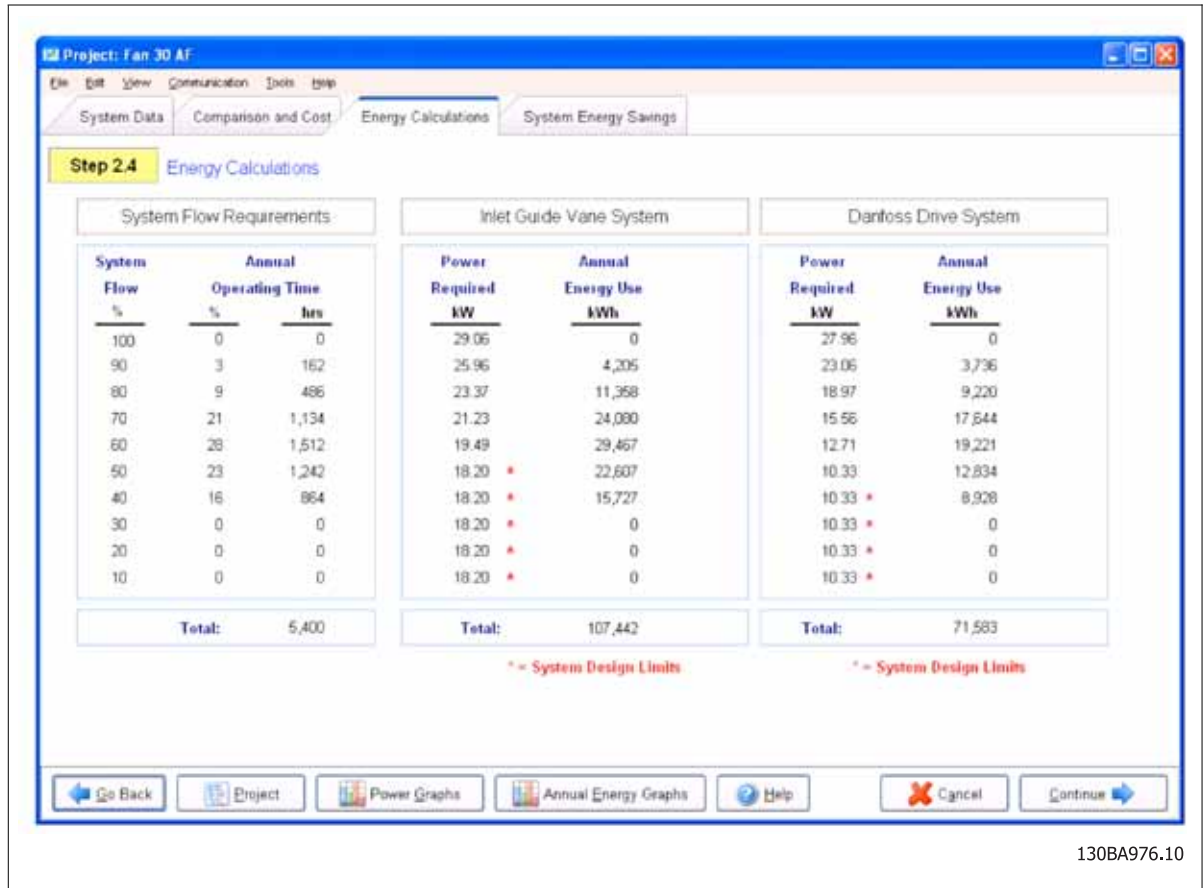 Project: Fan 30 AF
File Edit View Communication Tools Help
System Data Comparison and Cost Energy Calculations System Energy Savings
Step 2.4 Energy Calculations
System Flow Requirements Inlet Guide Vane System Danfoss Drive System
System Annual Power Annual Power Annual
Flow Operating Time Required Energy Use Required Energy Use
% % hrs kW kWh kW kWh
100 0 0 29.06 0 27.96 0
90 3 162 25.96 4,205 23.06 3,736
80 9 486 23.37 11,358 18.97 9,220
70 21 1,134 21.23 24,080 15.56 17,644
60 28 1,512 19.49 29,467 12.71 19,221
50 23 1,242 18.20 * 22,607 10.33 12,834
40 16 864 18.20 * 15,727 10.33 * 8,928
30 0 0 18.20 * 0 10.33 * 0
20 0 0 18.20 * 0 10.33 * 0
10 0 0 18.20 * 0 10.33 * 0
Total: 5,400 Total: 107,442 Total: 71,583
* = System Design Limits * = System Design Limits
Go Back Project Power Graphs Annual Energy Graphs Help Cancel Continue
130BA976.10